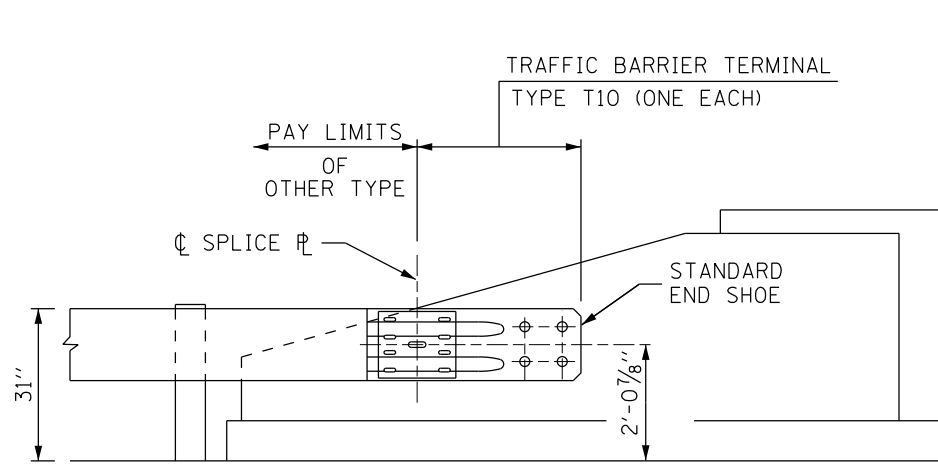 TRAFFIC BARRIER TERMINAL
TYPE T10 (ONE EACH)
PAY LIMITS
OF
OTHER TYPE
℄ SPLICE ⅊
STANDARD
END SHOE
31"
2'-0⅞"